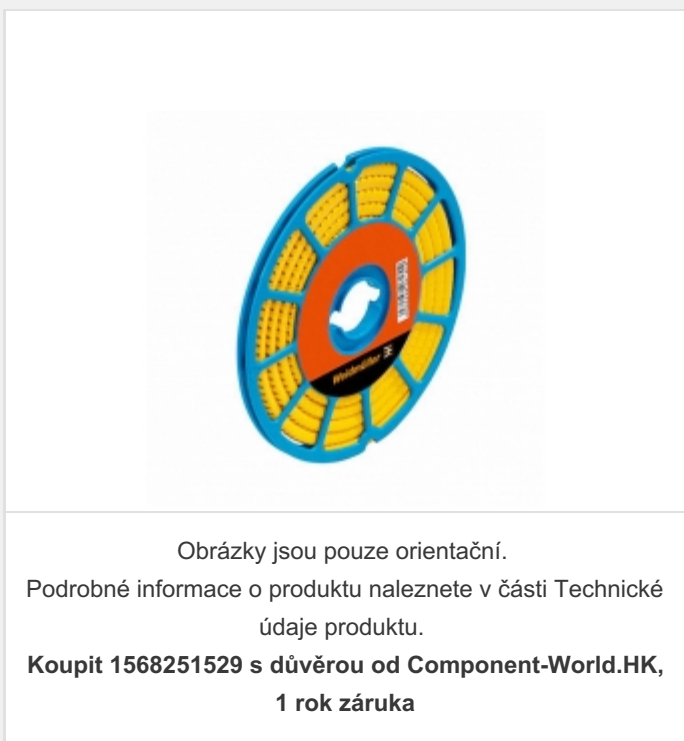 Weidmüller
Obrázky jsou pouze orientační.
Podrobné informace o produktu naleznete v části Technické
údaje produktu.
Koupit 1568251529 s důvěrou od Component-World.HK,
1 rok záruka